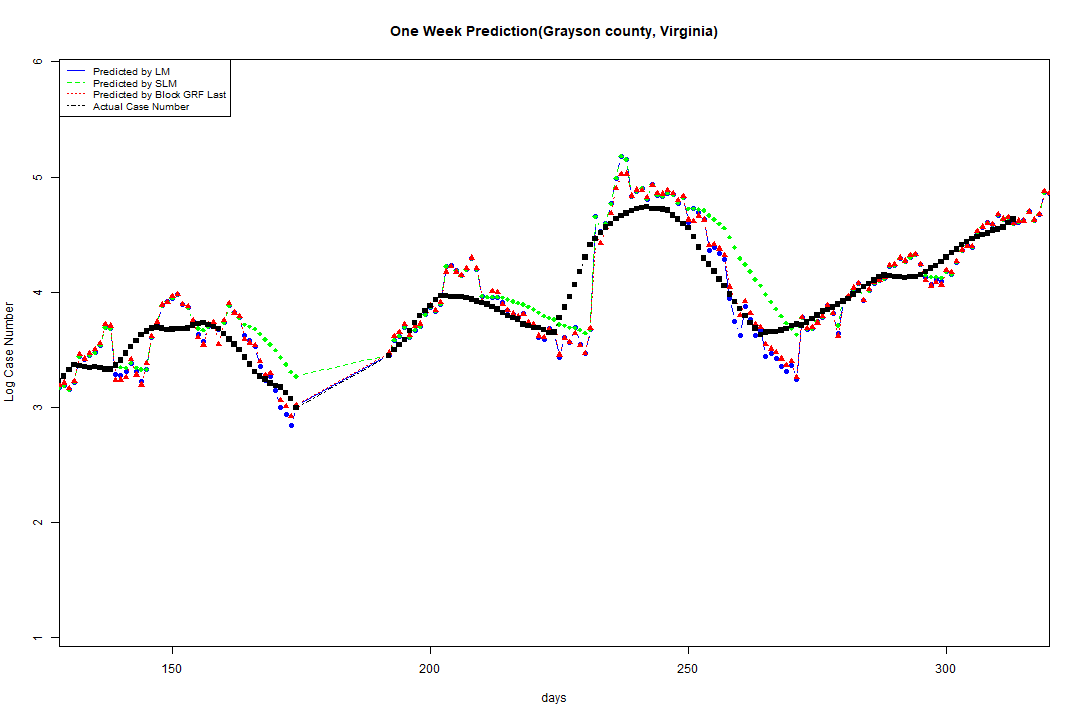 One Week Prediction(Grayson county, Virginia)
6
Predicted by LM
Predicted by SLM
Predicted by Block GRF Last
Actual Case Number
5
4
3
2
1
Log Case Number
150
200
250
300
days